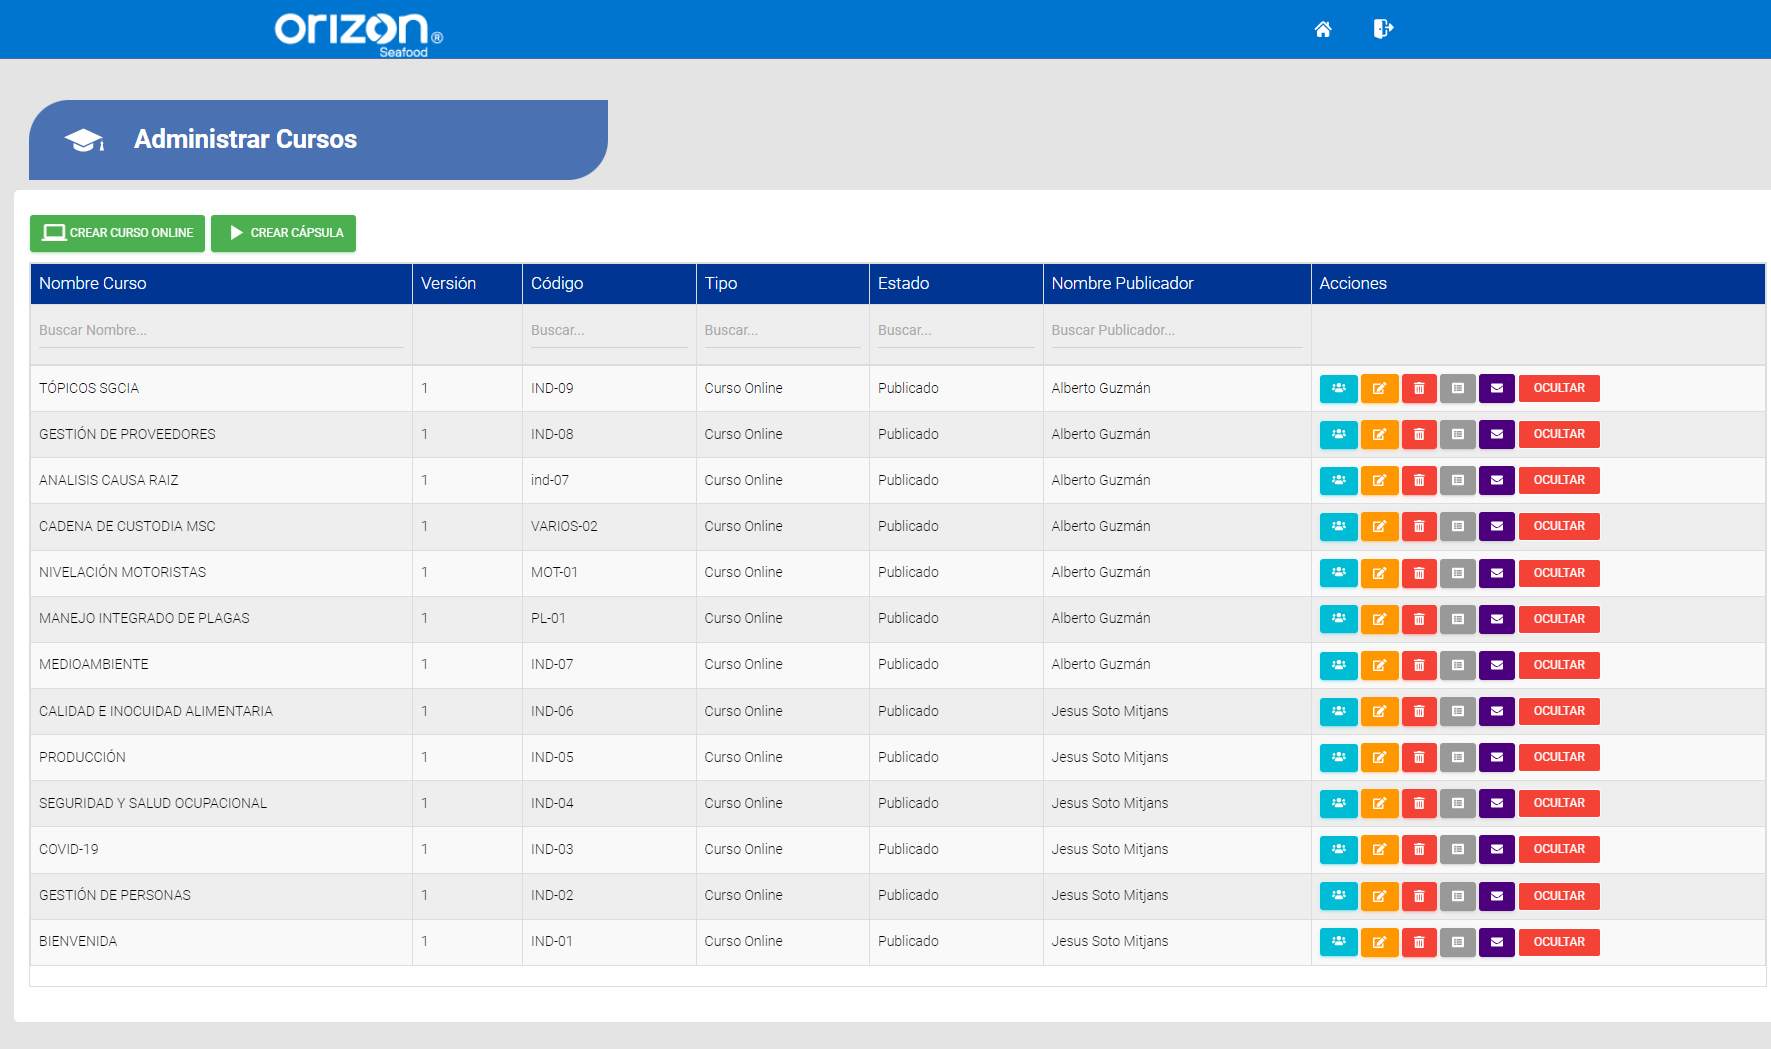 orizon®
Seafood
Administrar Cursos
CREAR CURSO ONLINE CREAR CÁPSULA
Nombre Curso Versión Código Tipo Estado Nombre Publicador Acciones
Buscar Nombre... Buscar... Buscar... Buscar... Buscar Publicador...
TÓPICOS SGCIA 1 IND-09 Curso Online Publicado Alberto Guzmán OCULTAR
GESTIÓN DE PROVEEDORES 1 IND-08 Curso Online Publicado Alberto Guzmán OCULTAR
ANALISIS CAUSA RAIZ 1 ind-07 Curso Online Publicado Alberto Guzmán OCULTAR
CADENA DE CUSTODIA MSC 1 VARIOS-02 Curso Online Publicado Alberto Guzmán OCULTAR
NIVELACIÓN MOTORISTAS 1 MOT-01 Curso Online Publicado Alberto Guzmán OCULTAR
MANEJO INTEGRADO DE PLAGAS 1 PL-01 Curso Online Publicado Alberto Guzmán OCULTAR
MEDIOAMBIENTE 1 IND-07 Curso Online Publicado Alberto Guzmán OCULTAR
CALIDAD E INOCUIDAD ALIMENTARIA 1 IND-06 Curso Online Publicado Jesus Soto Mitjans OCULTAR
PRODUCCIÓN 1 IND-05 Curso Online Publicado Jesus Soto Mitjans OCULTAR
SEGURIDAD Y SALUD OCUPACIONAL 1 IND-04 Curso Online Publicado Jesus Soto Mitjans OCULTAR
COVID-19 1 IND-03 Curso Online Publicado Jesus Soto Mitjans OCULTAR
GESTIÓN DE PERSONAS 1 IND-02 Curso Online Publicado Jesus Soto Mitjans OCULTAR
BIENVENIDA 1 IND-01 Curso Online Publicado Jesus Soto Mitjans OCULTAR